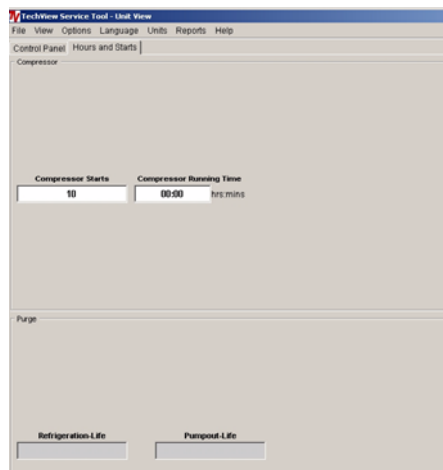 TechView Service Tool - Unit View
File View Options Language Units Reports Help
Control Panel Hours and Starts
Compressor
Compressor Starts Compressor Running Time
10 00:00 hrs:mins
Purge
Refrigeration-Life Pumpout-Life